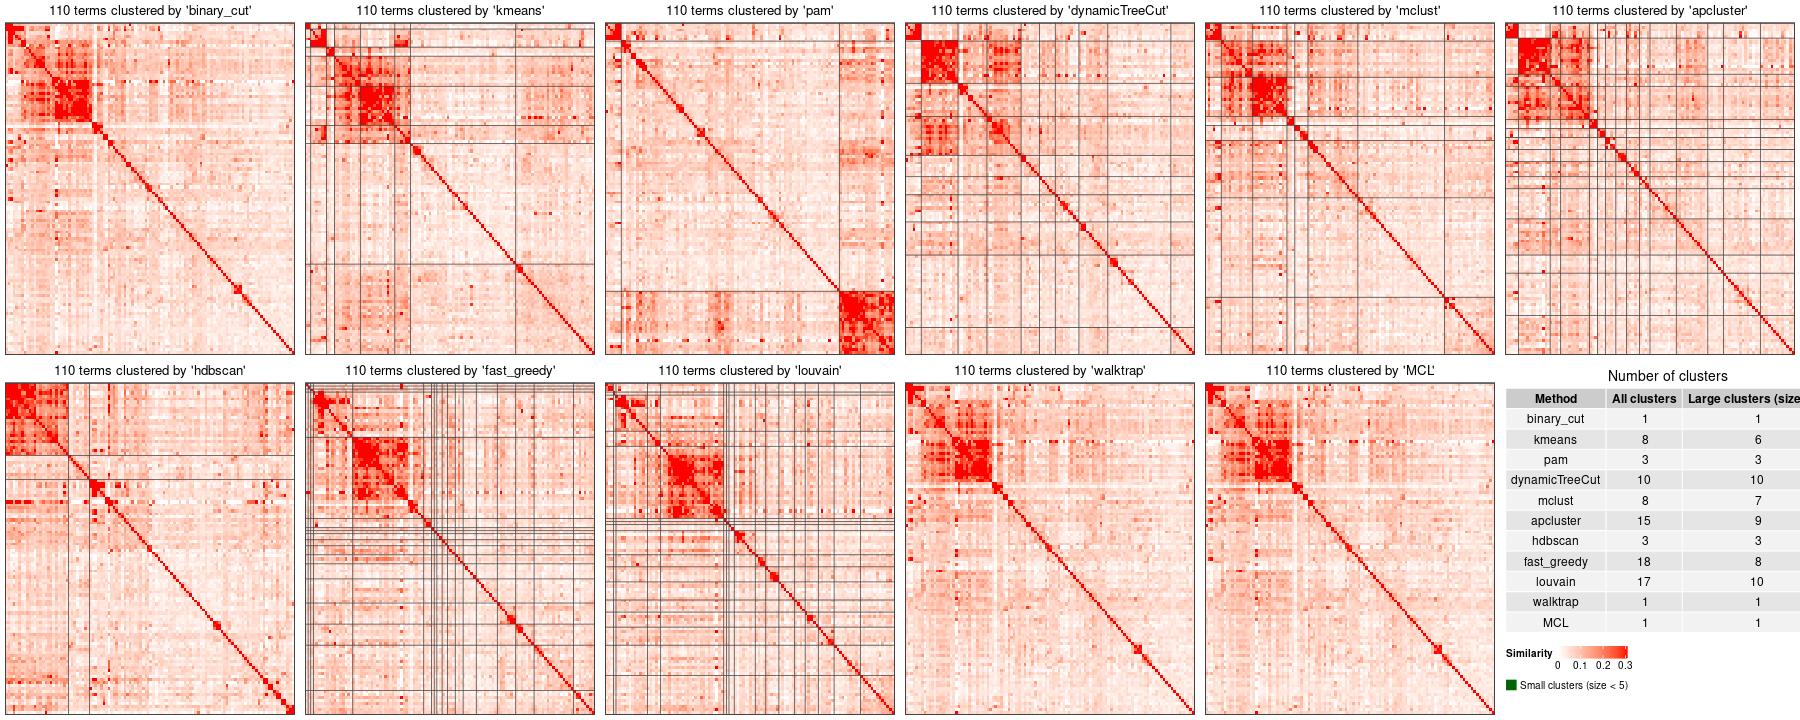 110 terms clustered by 'binary_cut'
110 terms clustered by 'kmeans'
110 terms clustered by 'pam'
110 terms clustered by 'dynamicTreeCut'
110 terms clustered by 'mclust'
110 terms clustered by 'apcluster'
110 terms clustered by 'hdbscan'
110 terms clustered by 'fast_greedy'
110 terms clustered by 'louvain'
110 terms clustered by 'walktrap'
110 terms clustered by 'MCL'
Number of clusters
Method All clusters Large clusters (size
binary_cut 1 1
kmeans 8 6
pam 3 3
dynamicTreeCut 10 10
mclust 8 7
apcluster 15 9
hdbscan 3 3
fast_greedy 18 8
louvain 17 10
walktrap 1 1
MCL 1 1
Similarity
0 0.1 0.2 0.3
Small clusters (size < 5)